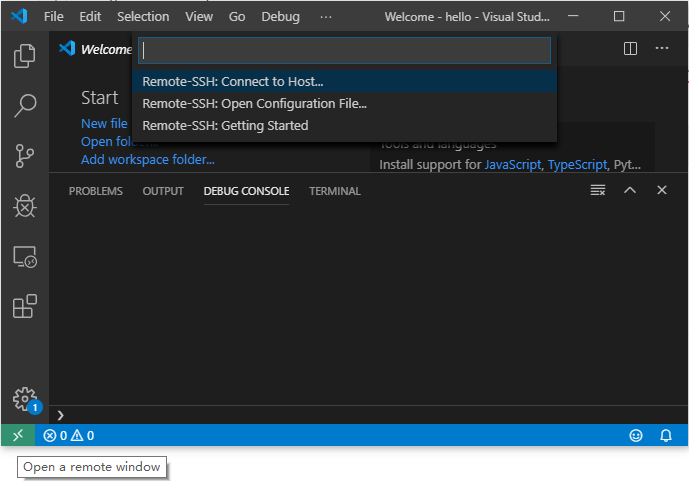 File Edit Selection View Go Debug ··· Welcome - hello - Visual Stud...
Welcome
Remote-SSH: Connect to Host...
Remote-SSH: Open Configuration File...
Remote-SSH: Getting Started
Start
New file
Open folder...
Add workspace folder...
Tools and languages
Install support for JavaScript, TypeScript, Pyt...
PROBLEMS OUTPUT DEBUG CONSOLE TERMINAL
1
0 0
Open a remote window